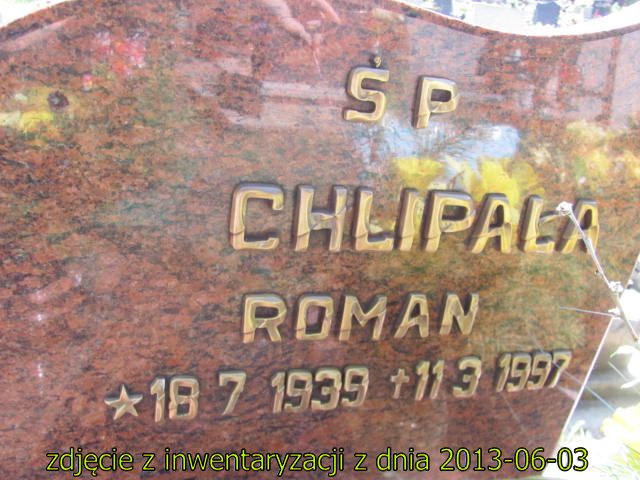 ŚP
CHLIPAŁA
ROMAN
★18 7 1939 +11 3 1997
zdjęcie z inwentaryzacji z dnia 2013-06-03